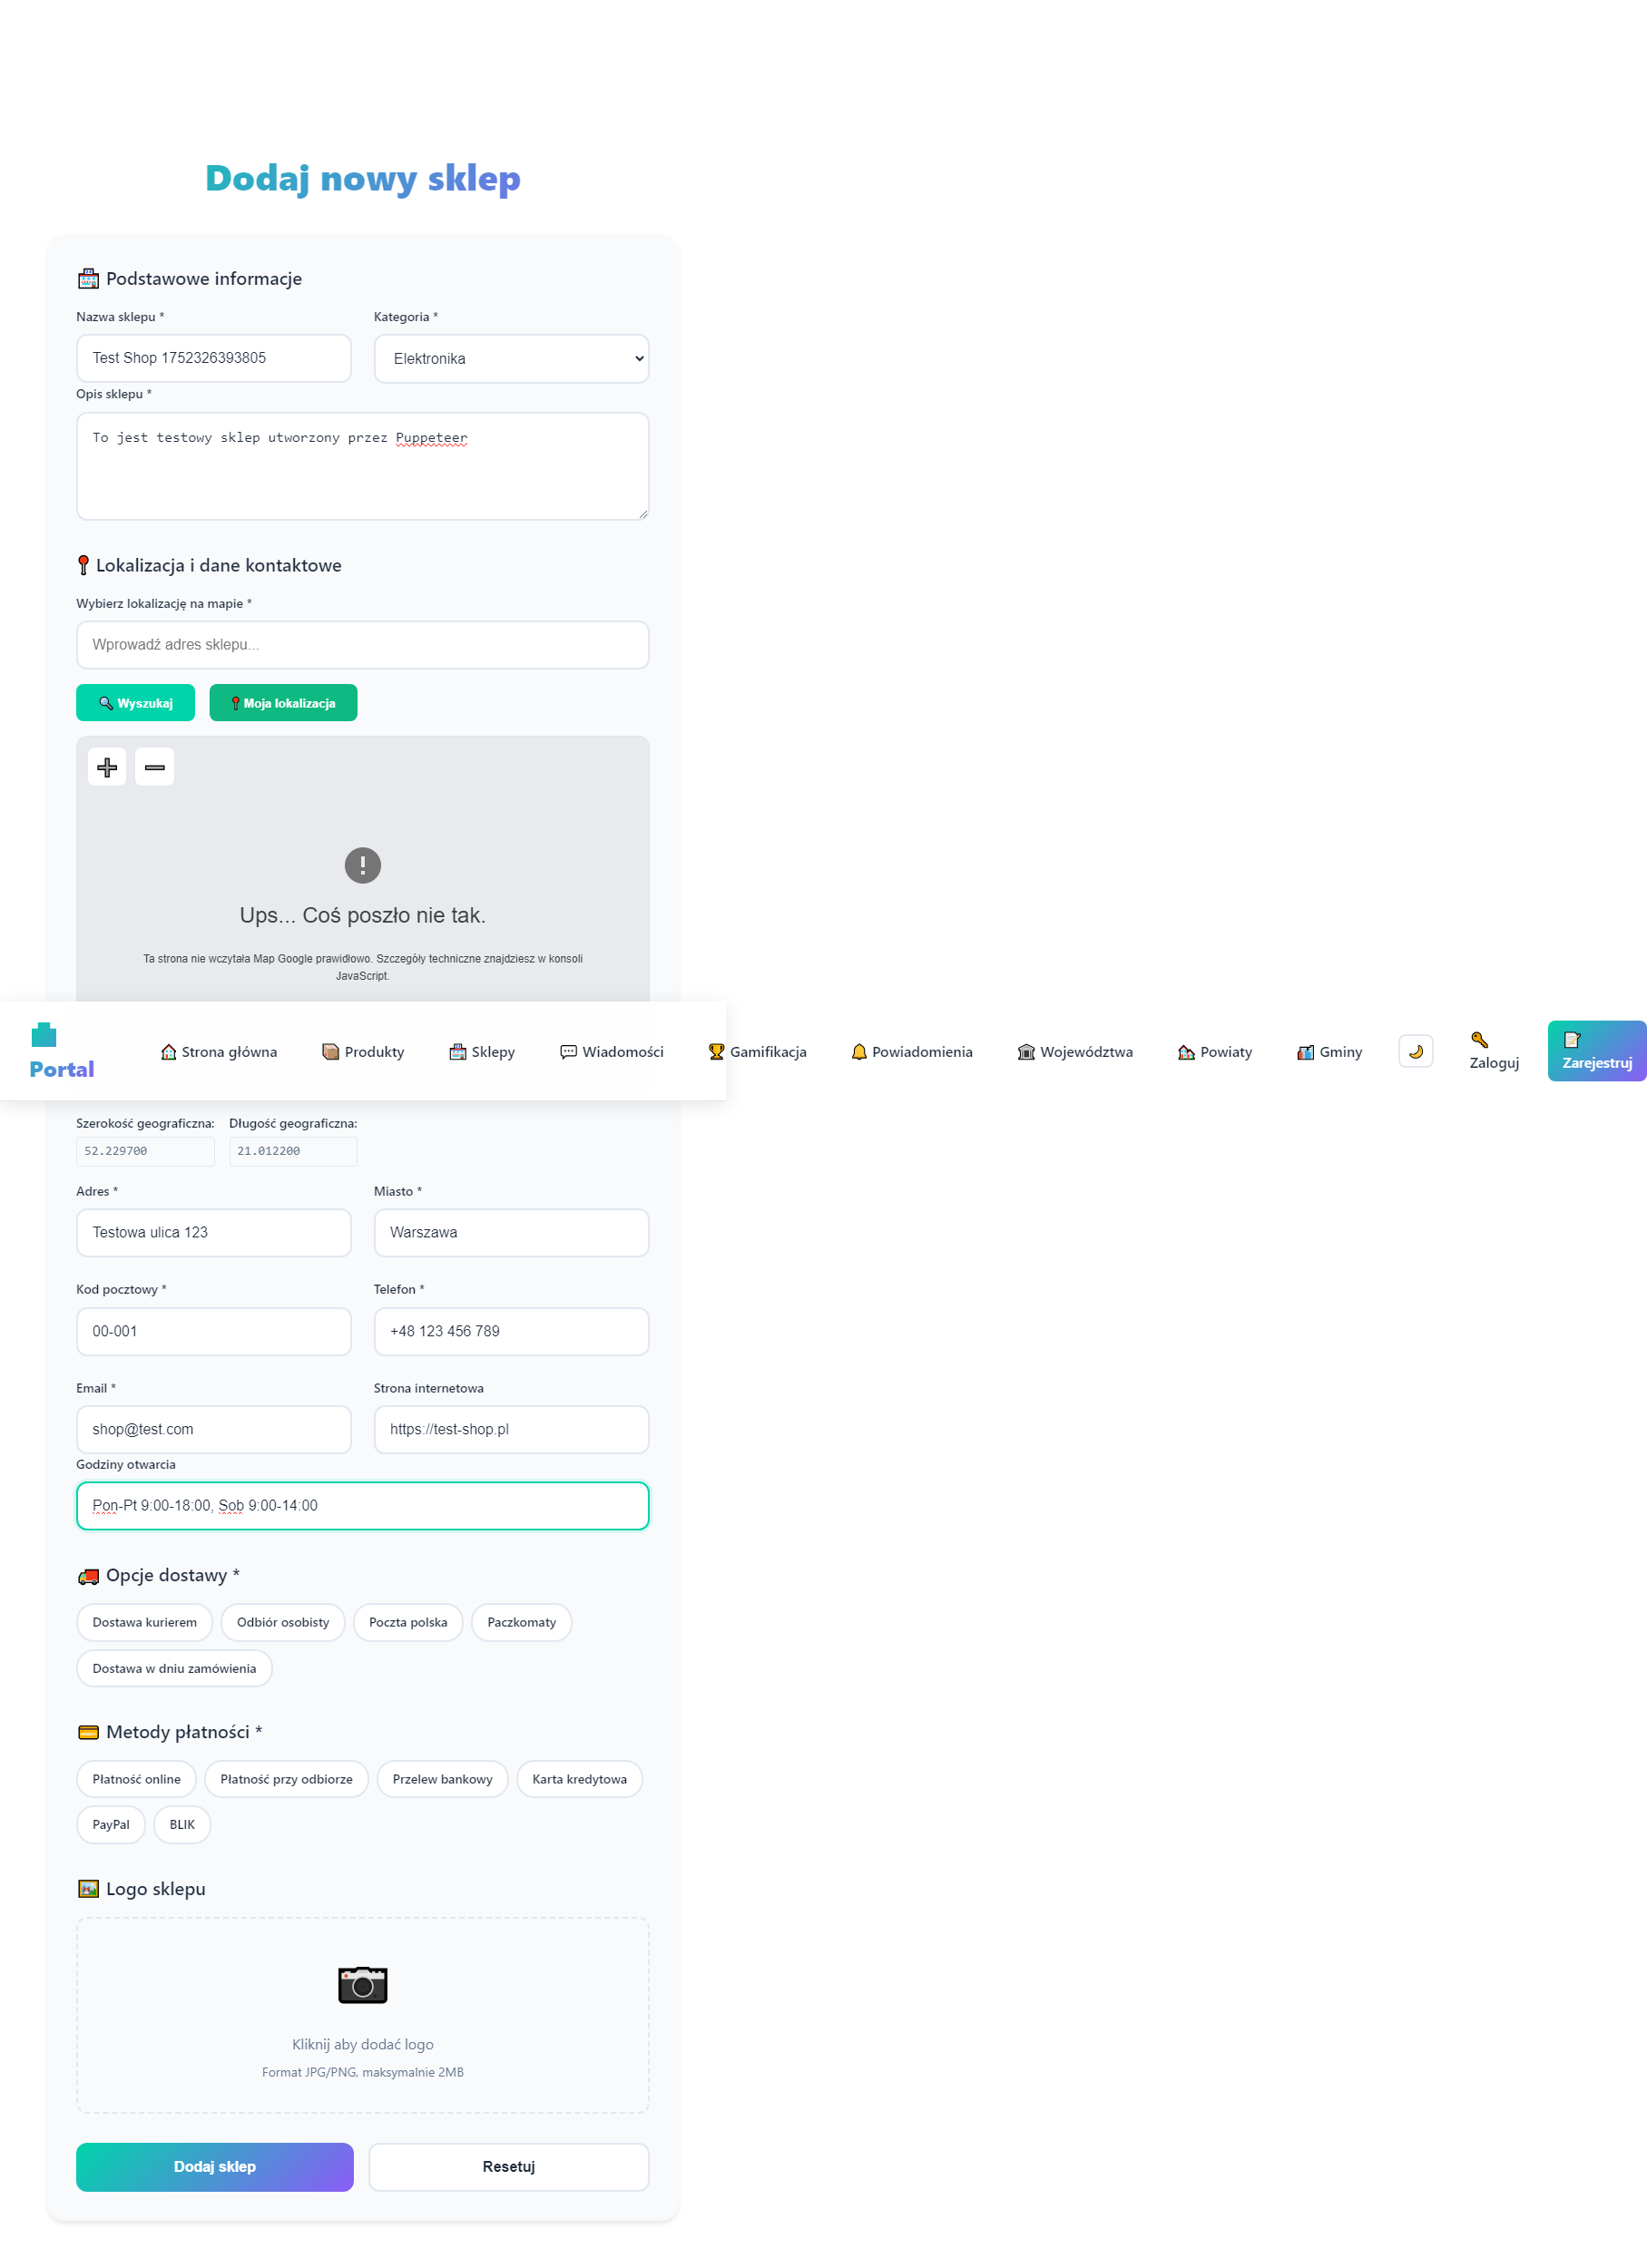 Dodaj nowy sklep
Podstawowe informacje
Nazwa sklepu *
Kategoria *
Test Shop 1752326393805
Elektronika
Opis sklepu *
To jest testowy sklep utworzony przez Puppeteer
Lokalizacja i dane kontaktowe
Wybierz lokalizację na mapie *
Wprowadź adres sklepu...
Wyszukaj
Moja lokalizacja
Ups... Coś poszło nie tak.
Ta strona nie wczytała Map Google prawidłowo. Szczegóły techniczne znajdziesz w konsoli
JavaScript.
Portal
Strona główna
Produkty
Sklepy
Wiadomości
Gamifikacja
Powiadomienia
Województwa
Powiaty
Gminy
Zaloguj
Zarejestruj
Szerokość geograficzna:
Długość geograficzna:
52.229700
21.012200
Adres *
Miasto *
Testowa ulica 123
Warszawa
Kod pocztowy *
Telefon *
00-001
+48 123 456 789
Email *
Strona internetowa
shop@test.com
https://test-shop.pl
Godziny otwarcia
Pon-Pt 9:00-18:00, Sob 9:00-14:00
Opcje dostawy *
Dostawa kurierem
Odbiór osobisty
Poczta polska
Paczkomaty
Dostawa w dniu zamówienia
Metody płatności *
Płatność online
Płatność przy odbiorze
Przelew bankowy
Karta kredytowa
PayPal
BLIK
Logo sklepu
Kliknij aby dodać logo
Format JPG/PNG, maksymalnie 2MB
Dodaj sklep
Resetuj